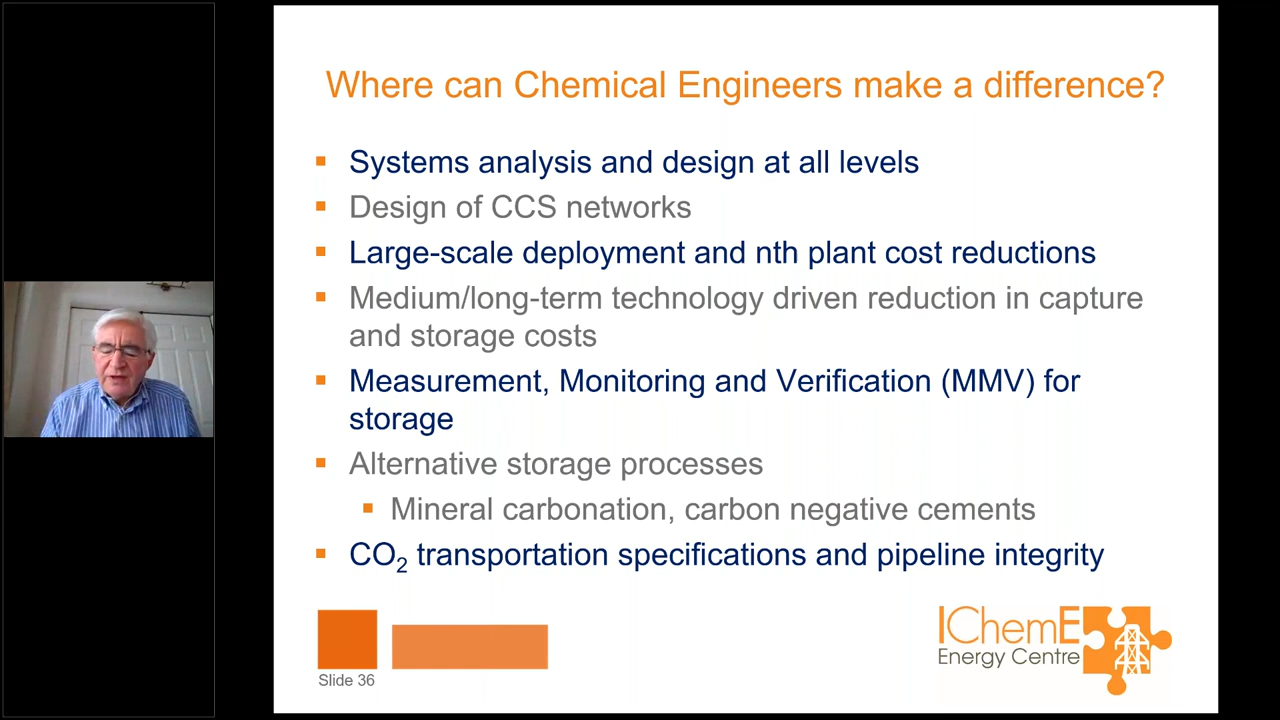 Where can Chemical Engineers make a difference?
Systems analysis and design at all levels
Design of CCS networks
Large-scale deployment and nth plant cost reductions
Medium/long-term technology driven reduction in capture
and storage costs
Measurement, Monitoring and Verification (MMV) for
storage
Alternative storage processes
Mineral carbonation, carbon negative cements
CO₂ transportation specifications and pipeline integrity
IChemE
Energy Centre
Slide 36